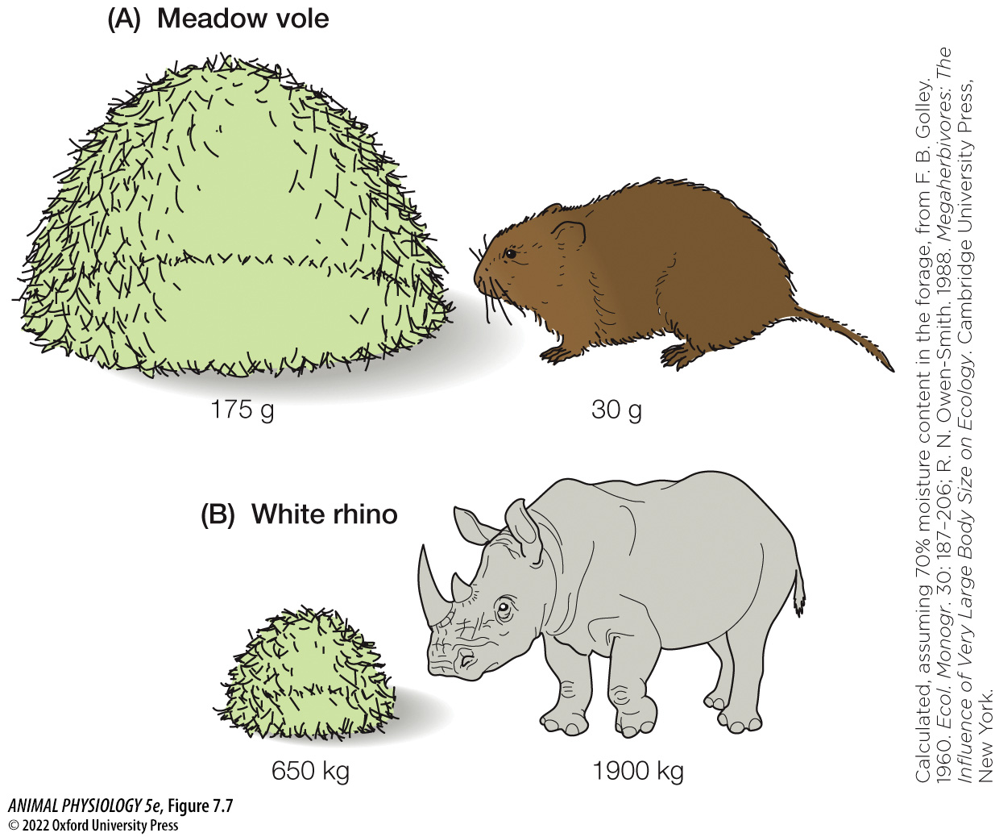 (A) Meadow vole
175 g
30 g
(B) White rhino
650 kg
1900 kg
Calculated, assuming 70% moisture content in the forage, from F. B. Golley.
1960. Ecol. Monogr. 30: 187–206; R. N. Owen-Smith. 1988. Megaherbivores: The
Influence of Very Large Body Size on Ecology. Cambridge University Press,
New York.
ANIMAL PHYSIOLOGY 5e, Figure 7.7
© 2022 Oxford University Press